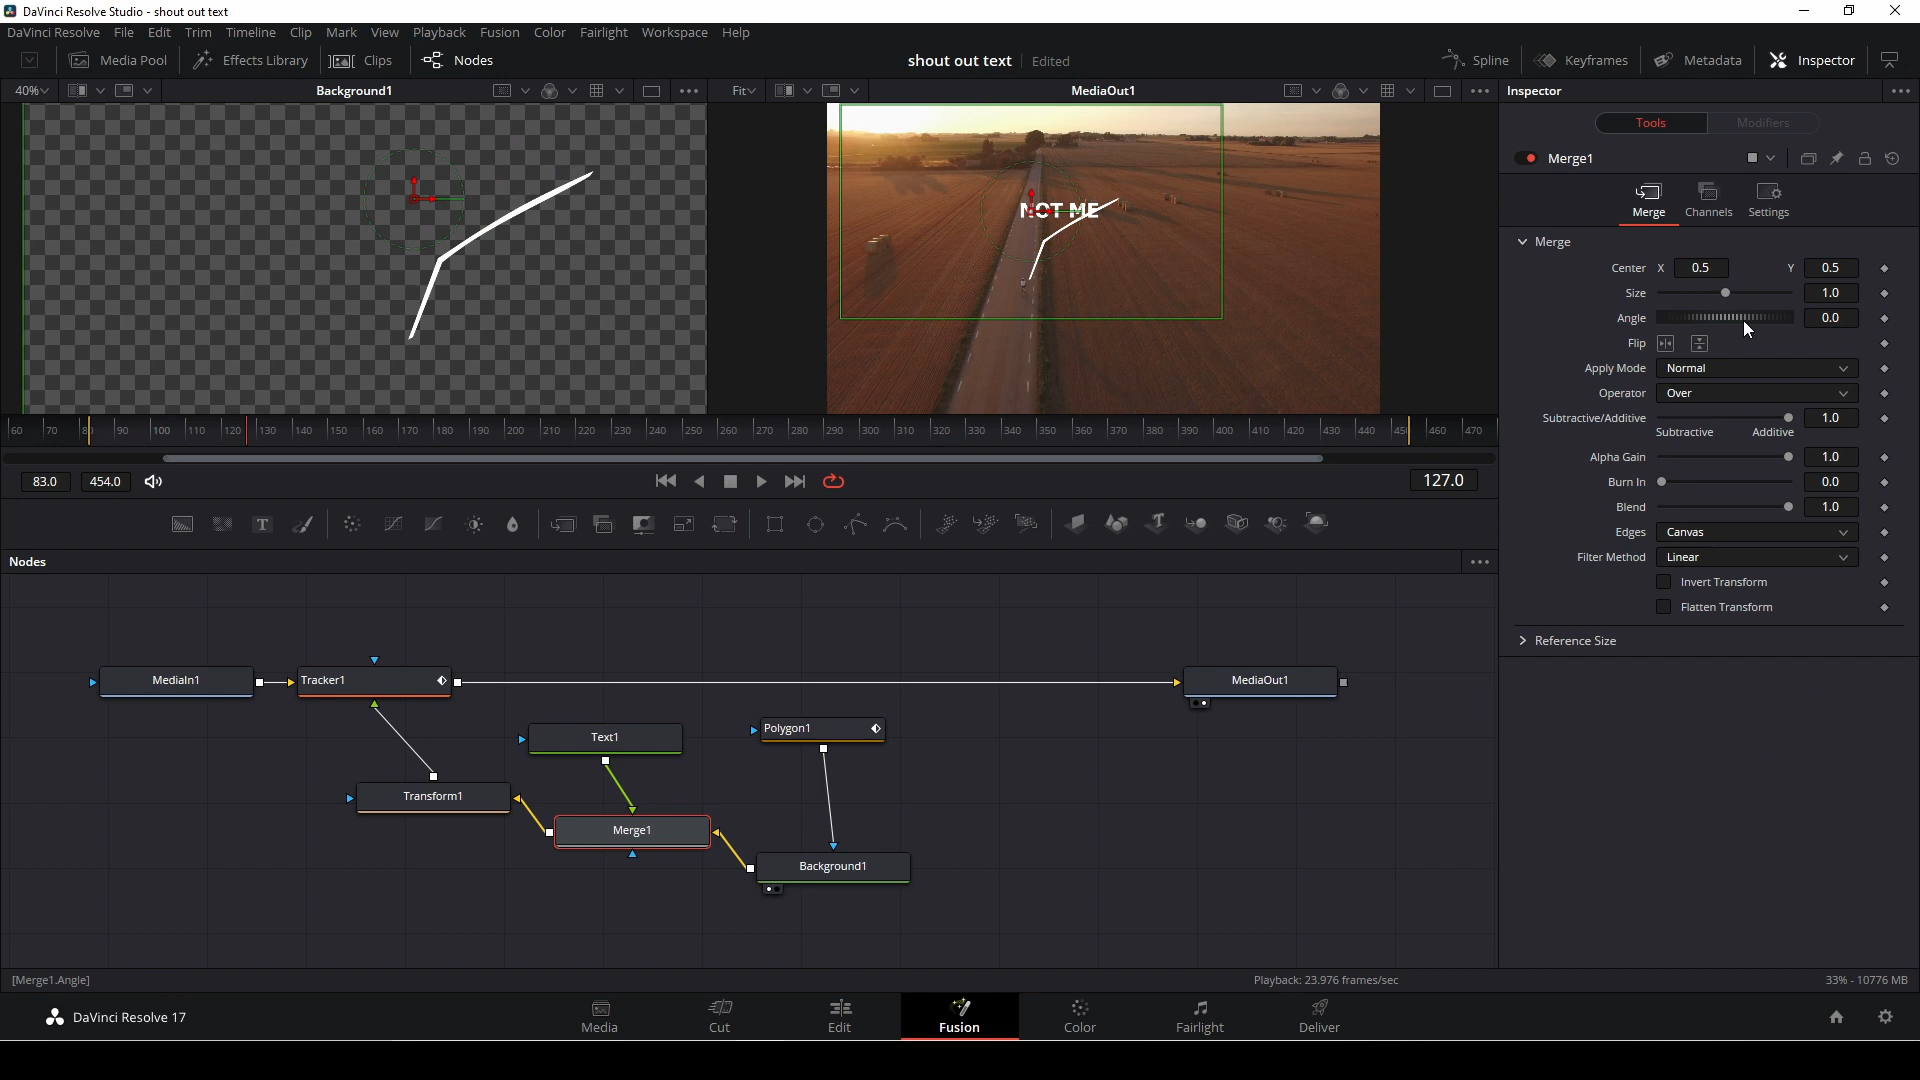 DaVinci Resolve Studio - shout out text
DaVinci Resolve File Edit Trim Timeline Clip Mark View Playback Fusion Color Fairlight Workspace Help
Media Pool Effects Library Clips Nodes shout out text Edited Spline Keyframes Metadata Inspector
40% Background1 Fit MediaOut1 Inspector
Tools Modifiers
Merge1
Merge Channels Settings
NOT ME
Merge
Center X 0.5 Y 0.5
Size 1.0
Angle 0.0
Flip
Apply Mode Normal
Operator Over
Subtractive/Additive 1.0
Subtractive Additive
Alpha Gain 1.0
Burn In 0.0
Blend 1.0
Edges Canvas
Filter Method Linear
Invert Transform
Flatten Transform
Reference Size
60 70 80 90 100 110 120 130 140 150 160 170 180 190 200 210 220 230 240 250 260 270 280 290 300 310 320 330 340 350 360 370 380 390 400 410 420 430 440 450 460 470
83.0 454.0 127.0
Nodes
MediaIn1 Tracker1 MediaOut1
Text1 Polygon1
Transform1
Merge1
Background1
[Merge1.Angle] Playback: 23.976 frames/sec 33% - 10776 MB
DaVinci Resolve 17 Media Cut Edit Fusion Color Fairlight Deliver